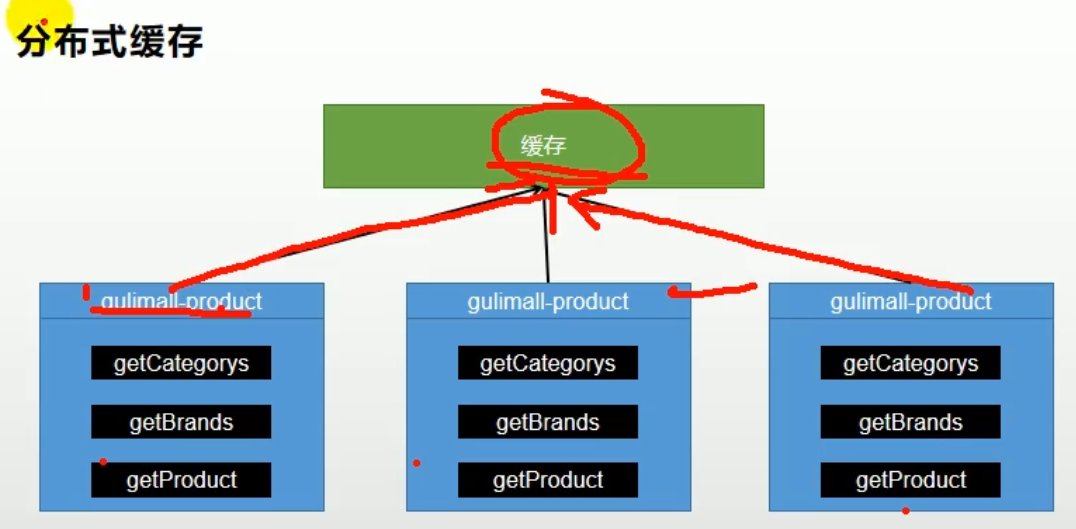 分布式缓存
缓存
gulimall-product
gulimall-product
gulimall-product
getCategorys
getCategorys
getCategorys
getBrands
getBrands
getBrands
getProduct
getProduct
getProduct